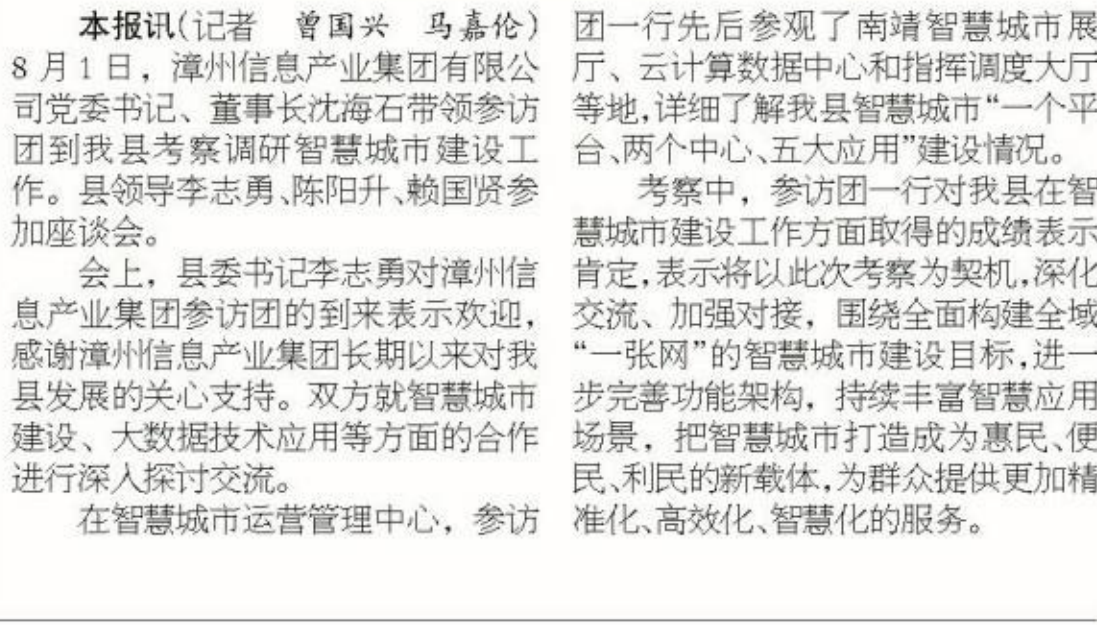 本报讯(记者 曾国兴 马嘉伦)
8月1日，漳州信息产业集团有限公
司党委书记、董事长沈海石带领参访
团到我县考察调研智慧城市建设工
作。县领导李志勇、陈阳升、赖国贤参
加座谈会。
会上，县委书记李志勇对漳州信
息产业集团参访团的到来表示欢迎，
感谢漳州信息产业集团长期以来对我
县发展的关心支持。双方就智慧城市
建设、大数据技术应用等方面的合作
进行深入探讨交流。
在智慧城市运营管理中心，参访
团一行先后参观了南靖智慧城市展
厅、云计算数据中心和指挥调度大厅
等地,详细了解我县智慧城市“一个平
台、两个中心、五大应用”建设情况。
考察中，参访团一行对我县在智
慧城市建设工作方面取得的成绩表示
肯定,表示将以此次考察为契机,深化
交流、加强对接，围绕全面构建全域
“一张网”的智慧城市建设目标,进一
步完善功能架构，持续丰富智慧应用
场景，把智慧城市打造成为惠民、便
民、利民的新载体,为群众提供更加精
准化、高效化、智慧化的服务。